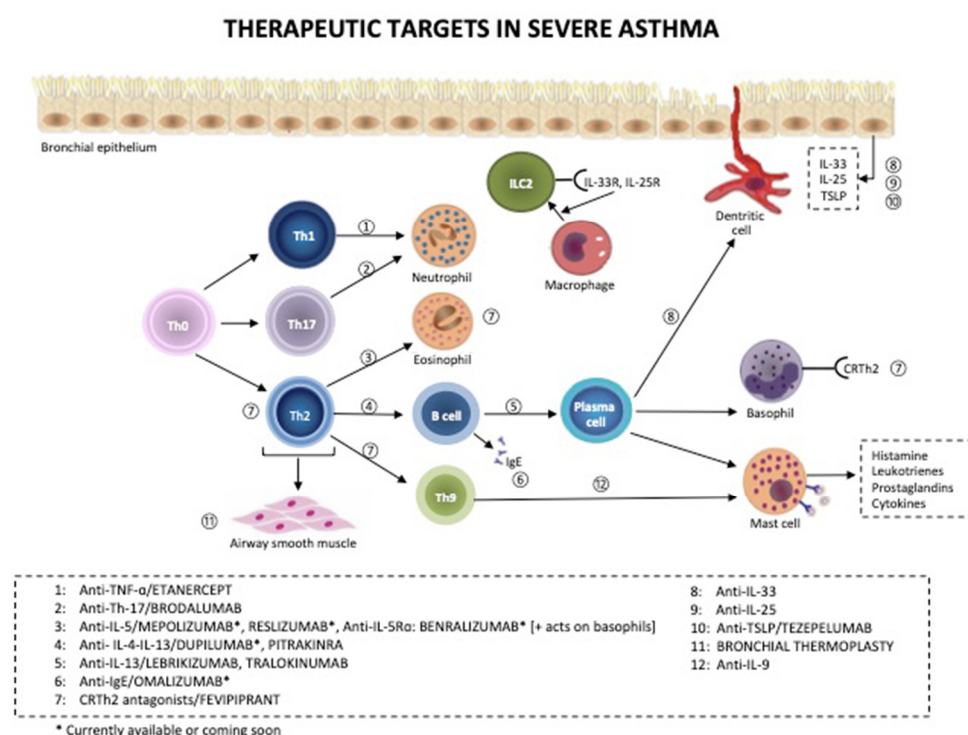 THERAPEUTIC TARGETS IN SEVERE ASTHMA
Bronchial epithelium
IL-33
IL-25
TSLP
⑧
⑨
⑩
ILC2
IL-33R, IL-25R
Dentritic
cell
Macrophage
Th1
①
Neutrophil
②
Th0
Th17
⑦
Eosinophil
③
⑧
CRTh2
⑦
Basophil
⑦
Th2
④
B cell
⑤
Plasma
cell
⑦
IgE
⑥
Th9
⑫
Mast cell
Histamine
Leukotrienes
Prostaglandins
Cytokines
⑪
Airway smooth muscle
1: Anti-TNF-α/ETANERCEPT
2: Anti-Th-17/BRODALUMAB
3: Anti-IL-5/MEPOLIZUMAB*, RESLIZUMAB*, Anti-IL-5Rα: BENRALIZUMAB* [+ acts on basophils]
4: Anti- IL-4-IL-13/DUPILUMAB*, PITRAKINRA
5: Anti-IL-13/LEBRIKIZUMAB, TRALOKINUMAB
6: Anti-IgE/OMALIZUMAB*
7: CRTh2 antagonists/FEVIPIPRANT
8: Anti-IL-33
9: Anti-IL-25
10: Anti-TSLP/TEZEPELUMAB
11: BRONCHIAL THERMOPLASTY
12: Anti-IL-9
* Currently available or coming soon